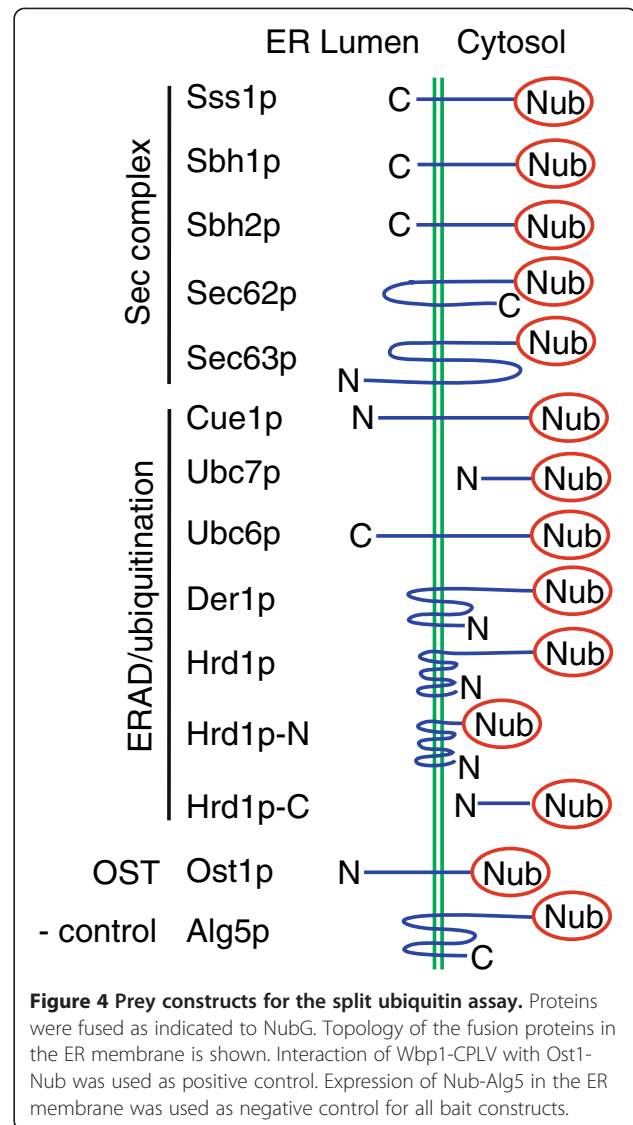 ER Lumen Cytosol
Sec complex
Sss1p C Nub
Sbh1p C Nub
Sbh2p C Nub
Sec62p Nub
C
Sec63p Nub
N
ERAD/ubiquitination
Cue1p N Nub
Ubc7p N Nub
Ubc6p C Nub
Der1p Nub
N
Hrd1p Nub
N
Hrd1p-N Nub
N
Hrd1p-C N Nub
OST Ost1p N Nub
- control Alg5p Nub
C
Figure 4 Prey constructs for the split ubiquitin assay. Proteins
were fused as indicated to NubG. Topology of the fusion proteins in
the ER membrane is shown. Interaction of Wbp1-CPLV with Ost1-
Nub was used as positive control. Expression of Nub-Alg5 in the ER
membrane was used as negative control for all bait constructs.